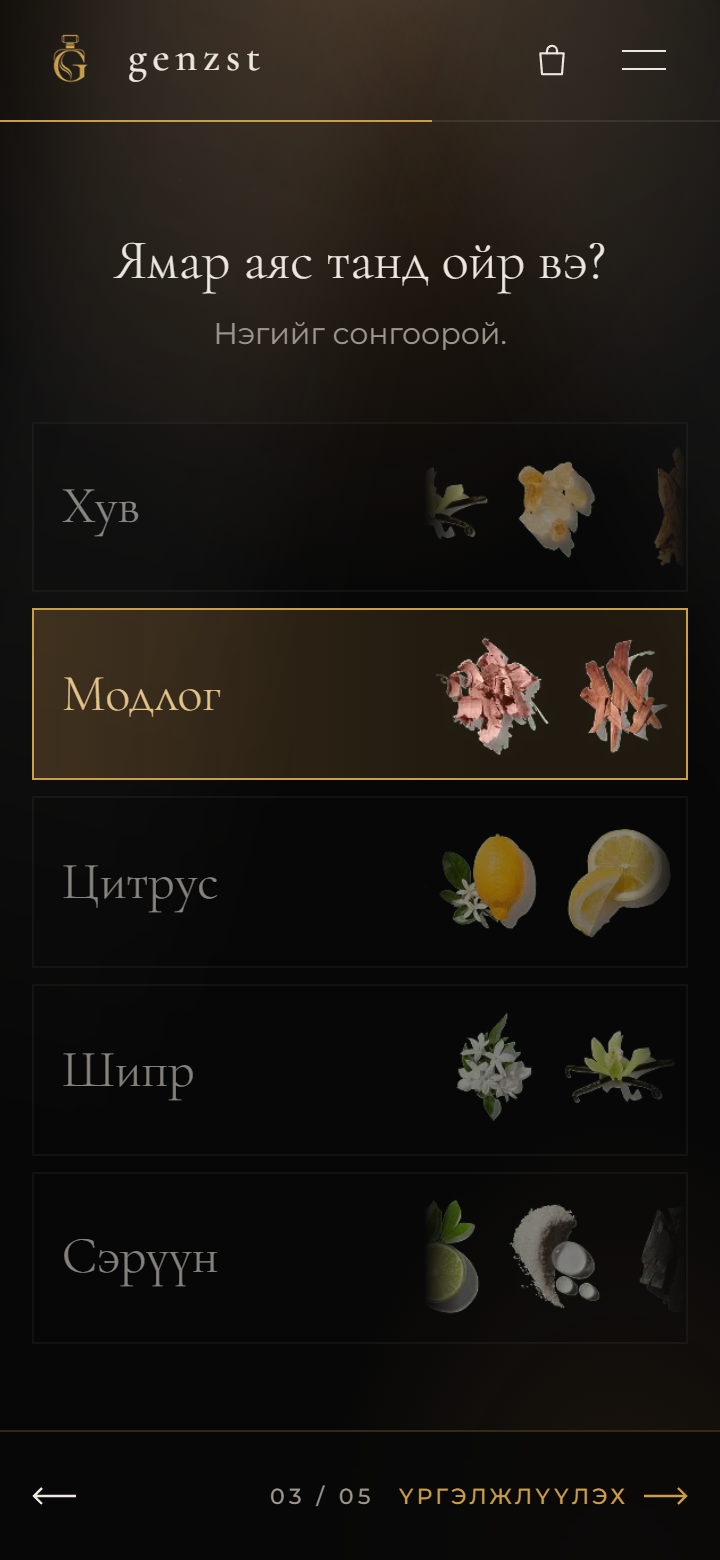 genzst
Ямар аяс танд ойр вэ?
Нэгийг сонгоорой.
Хув
Модлог
Цитрус
Шипр
Сэрүүн
03 / 05 ҮРГЭЛЖЛҮҮЛЭХ